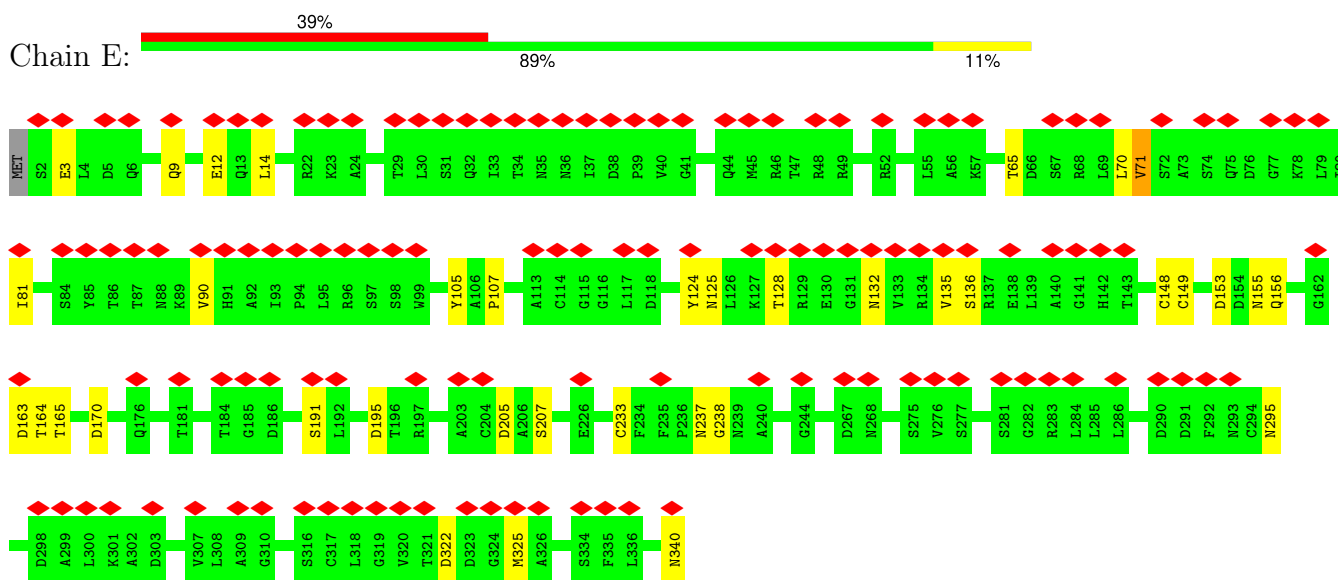 39%
Chain E:
89% 11%
MET S2 E3 L4 D5 Q6 Q9 E12 Q13 L14 R22 K23 A24 T29 L30 S31 Q32 I33 T34 N35 N36 I37 D38 P39 V40 G41 Q44 M45 R46 T47 R48 R49 R52 L55 A56 K57 T65 D66 S67 R68 L69 L70 V71 S72 A73 S74 Q75 D76 G77 K78 L79
I81 S84 Y85 T86 T87 N88 K89 V90 H91 A92 I93 P94 L95 R96 S97 S98 W99 Y105 A106 P107 A113 C114 G115 G116 L117 D118 Y124 N125 L126 K127 T128 R129 E130 G131 N132 V133 R134 V135 S136 R137 E138 L139 A140 G141 H142 T143 C148 C149 D153 D154 N155 Q156 G162
D163 T164 T165 D170 Q176 T181 T184 G185 D186 S191 L192 D195 T196 R197 A203 C204 D205 A206 S207 E226 C233 F234 F235 P236 N237 G238 N239 A240 G244 D267 N268 S275 V276 S277 S281 G282 R283 L284 L285 L286 D290 D291 F292 N293 C294 N295
D298 A299 L300 K301 A302 D303 V307 L308 A309 G310 S316 C317 L318 G319 V320 T321 D322 D323 G324 M325 A326 S334 F335 L336 N340